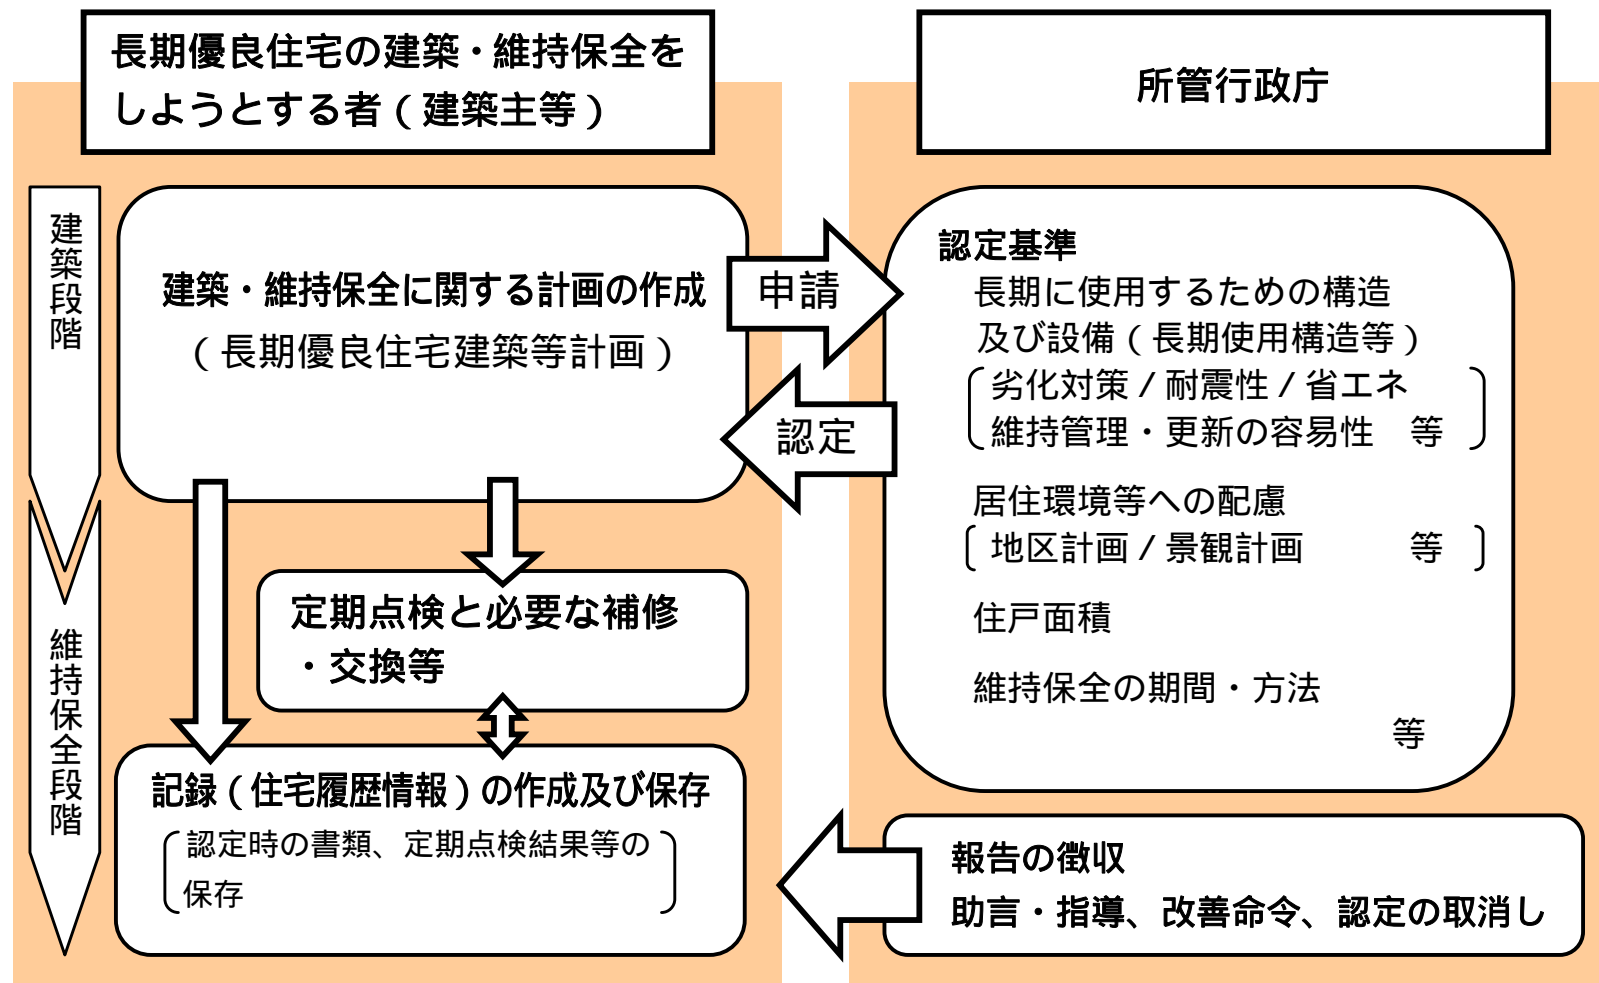 長期優良住宅の建築・維持保全を
しようとする者（建築主等）
所管行政庁
建築段階
建築・維持保全に関する計画の作成
（長期優良住宅建築等計画）
申請
認定
認定基準
長期に使用するための構造
及び設備（長期使用構造等）
劣化対策/耐震性/省エネ
維持管理・更新の容易性　等
居住環境等への配慮
地区計画/景観計画　等
住戸面積
維持保全の期間・方法
等
維持保全段階
定期点検と必要な補修
・交換等
記録（住宅履歴情報）の作成及び保存
認定時の書類、定期点検結果等の
保存
報告の徴収
助言・指導、改善命令、認定の取消し